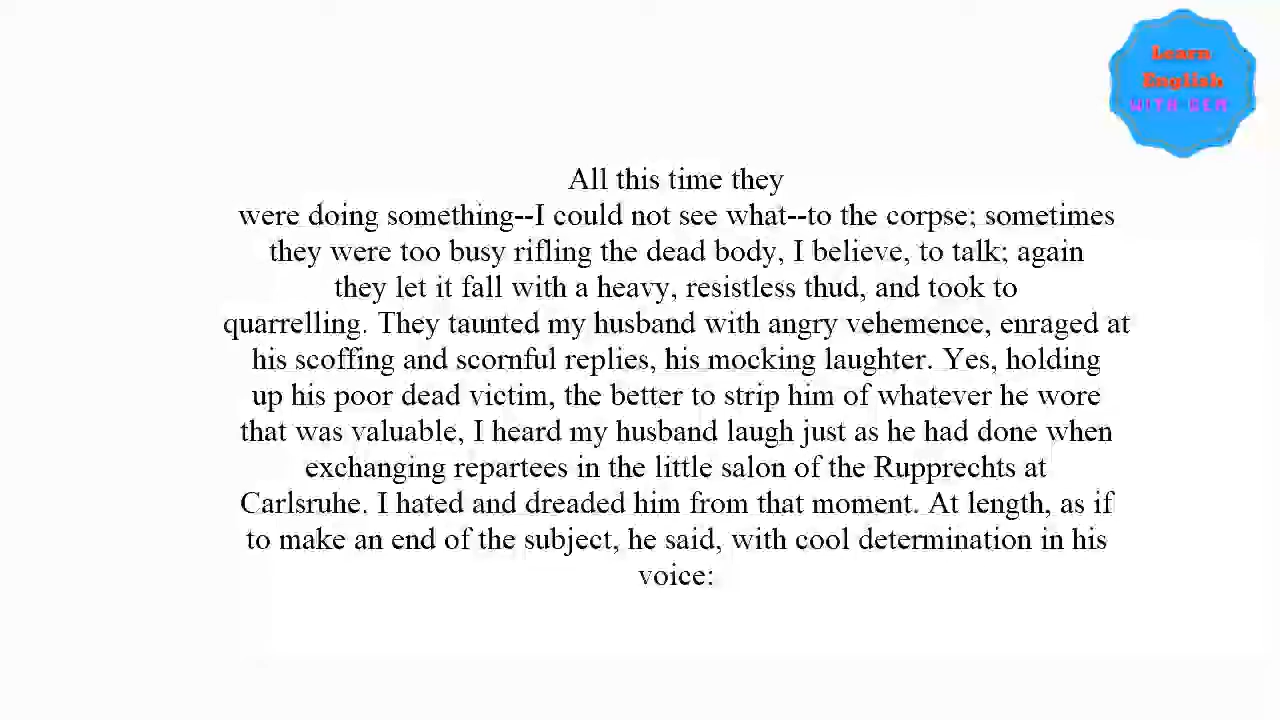 Learn
English
WITH GEM
All this time they
were doing something--I could not see what--to the corpse; sometimes
they were too busy rifling the dead body, I believe, to talk; again
they let it fall with a heavy, resistless thud, and took to
quarrelling. They taunted my husband with angry vehemence, enraged at
his scoffing and scornful replies, his mocking laughter. Yes, holding
up his poor dead victim, the better to strip him of whatever he wore
that was valuable, I heard my husband laugh just as he had done when
exchanging repartees in the little salon of the Rupprechts at
Carlsruhe. I hated and dreaded him from that moment. At length, as if
to make an end of the subject, he said, with cool determination in his
voice: